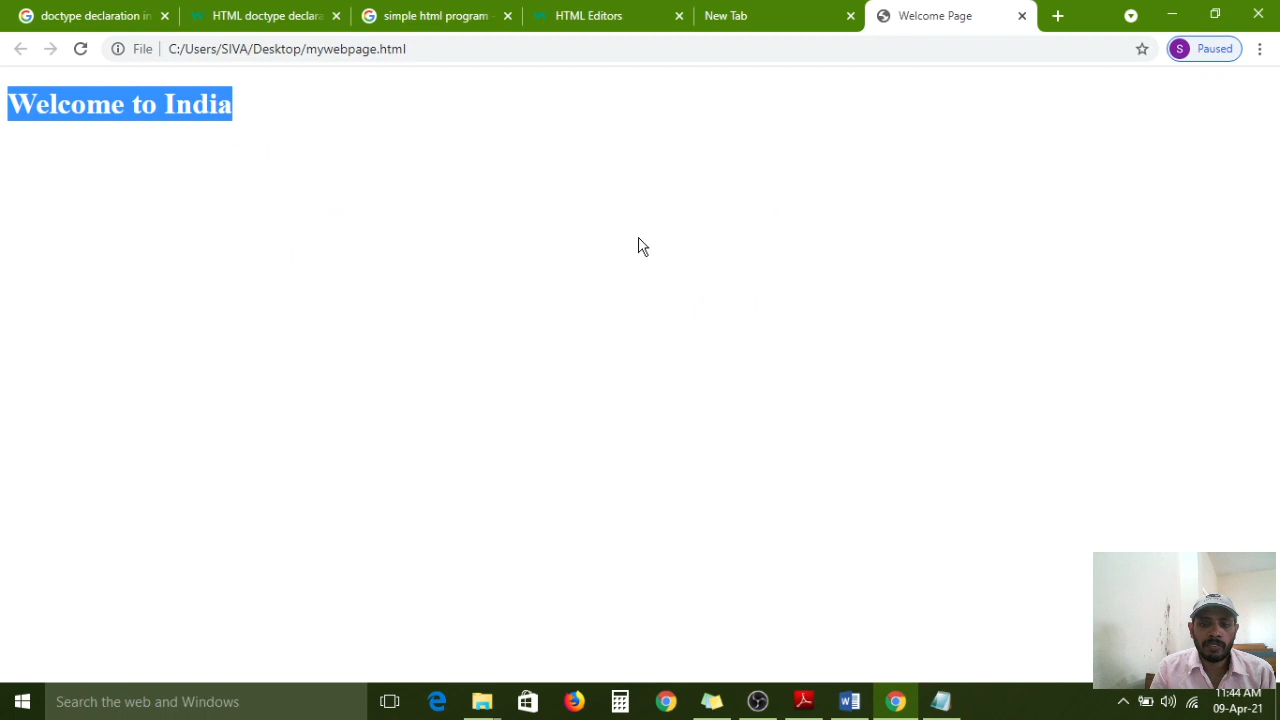 doctype declaration in
HTML doctype declara
simple html program -
HTML Editors
New Tab
Welcome Page
File
C:/Users/SIVA/Desktop/mywebpage.html
S
Paused
Welcome to India
Search the web and Windows
11:44 AM
09-Apr-21